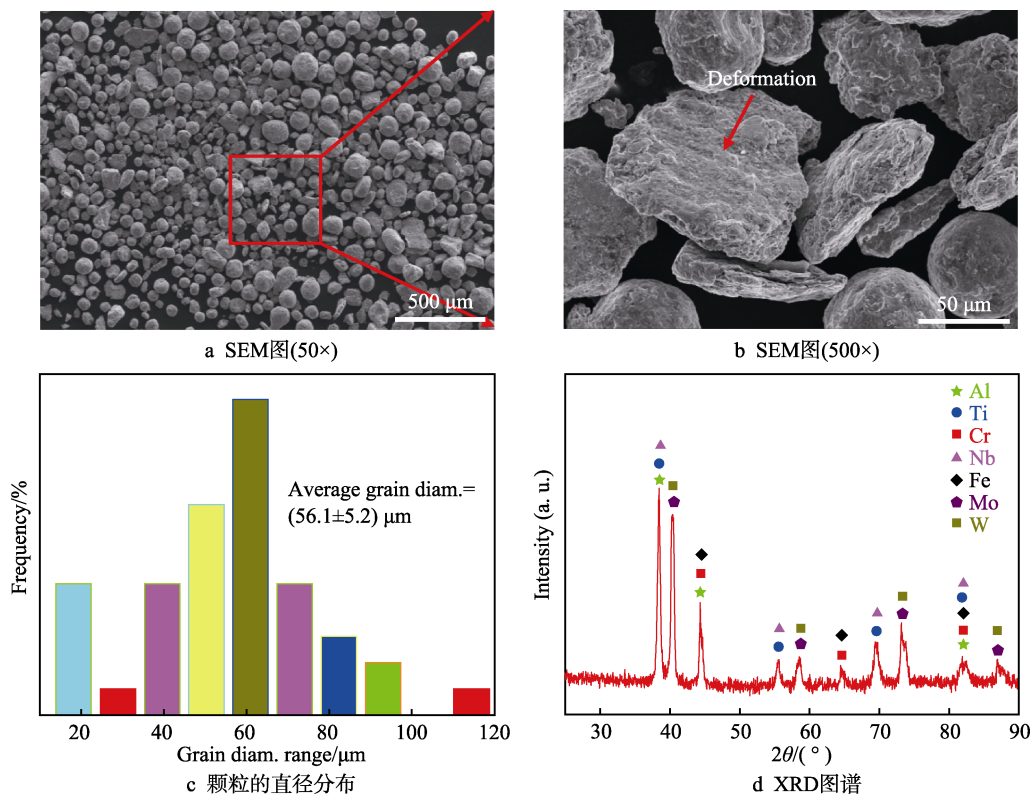 Deformation
500 μm
50 μm
a SEM图(50×)
b SEM图(500×)
Frequency/%
Average grain diam.=
(56.1±5.2) μm
20
40
60
80
100
120
Grain diam. range/μm
c 颗粒的直径分布
Intensity (a. u.)
Al
Ti
Cr
Nb
Fe
Mo
W
30
40
50
60
70
80
90
2θ/( ° )
d XRD图谱